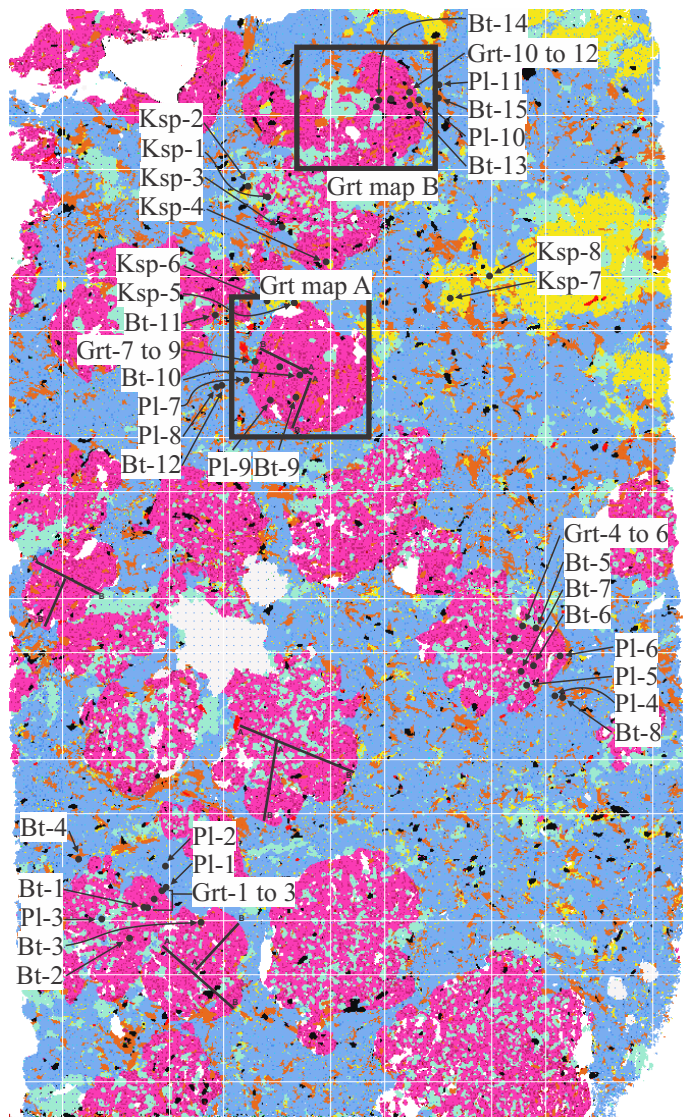 Bt-14
Grt-10 to 12
Pl-11
Bt-15
Pl-10
Bt-13
Grt map B
Ksp-2
Ksp-1
Ksp-3
Ksp-4
Ksp-8
Ksp-7
Ksp-6
Grt map A
Ksp-5
Bt-11
B
Grt-7 to 9
Bt-10
A
Pl-7
Pl-8
Bt-12
Pl-9
Bt-9
Grt-4 to 6
Bt-5
Bt-7
Bt-6
B
Pl-6
Pl-5
Pl-4
Bt-8
B
B
Bt-4
Pl-2
Pl-1
Bt-1
Grt-1 to 3
Pl-3
B
Bt-3
Bt-2
B